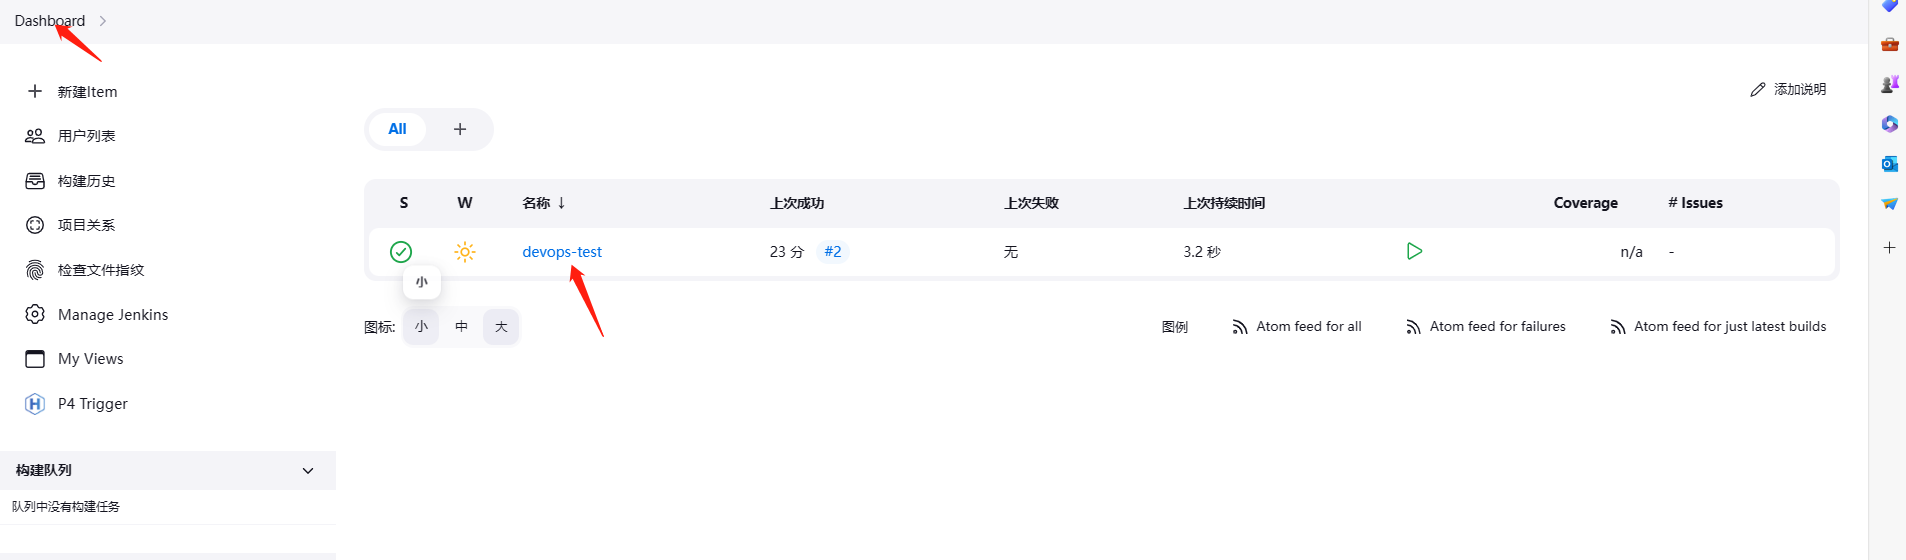 Dashboard
新建Item
用户列表
构建历史
项目关系
检查文件指纹
Manage Jenkins
My Views
P4 Trigger
构建队列
队列中没有构建任务
添加说明
All
S W 名称 ↓ 上次成功 上次失败 上次持续时间 Coverage # Issues
devops-test 23 分 #2 无 3.2 秒 n/a -
小
图标: 小 中 大 图例 Atom feed for all Atom feed for failures Atom feed for just latest builds